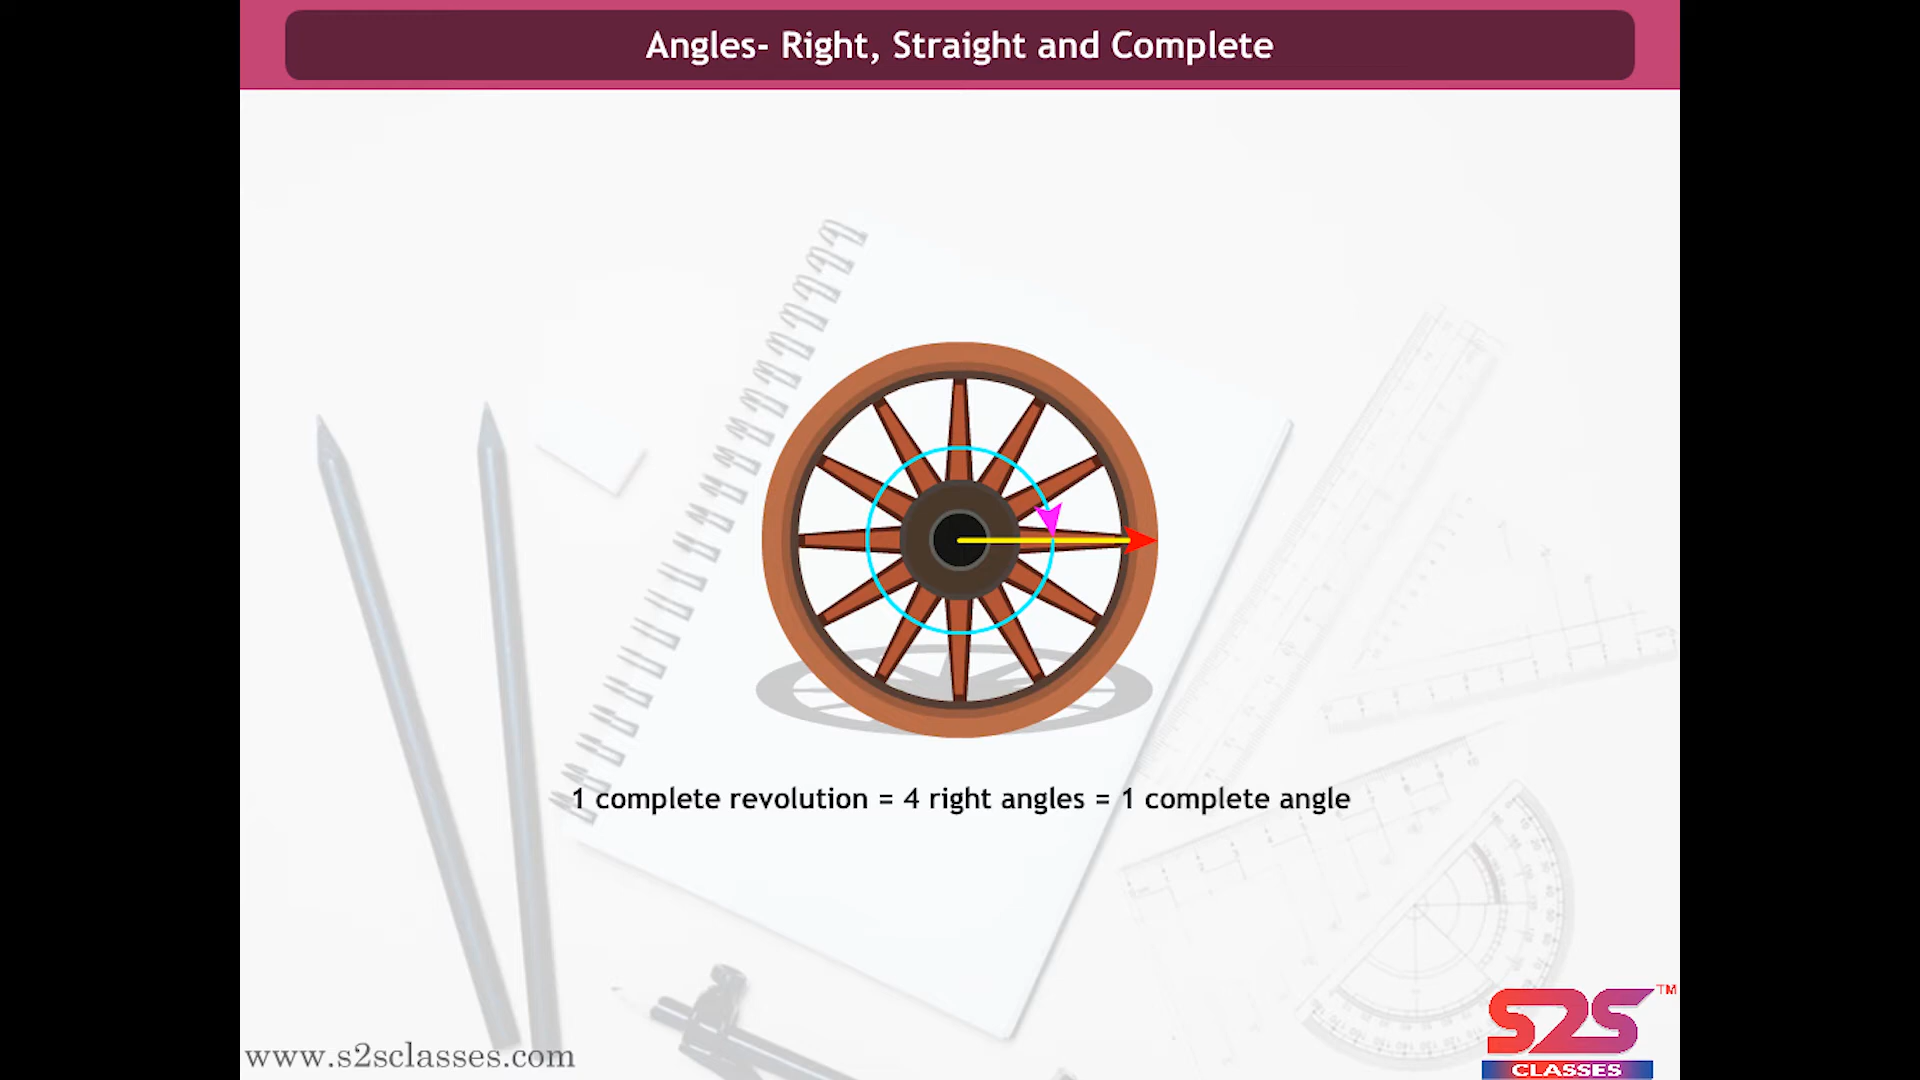 Angles- Right, Straight and Complete
1 complete revolution = 4 right angles = 1 complete angle
www.s2sclasses.com
S2S TM
CLASSES